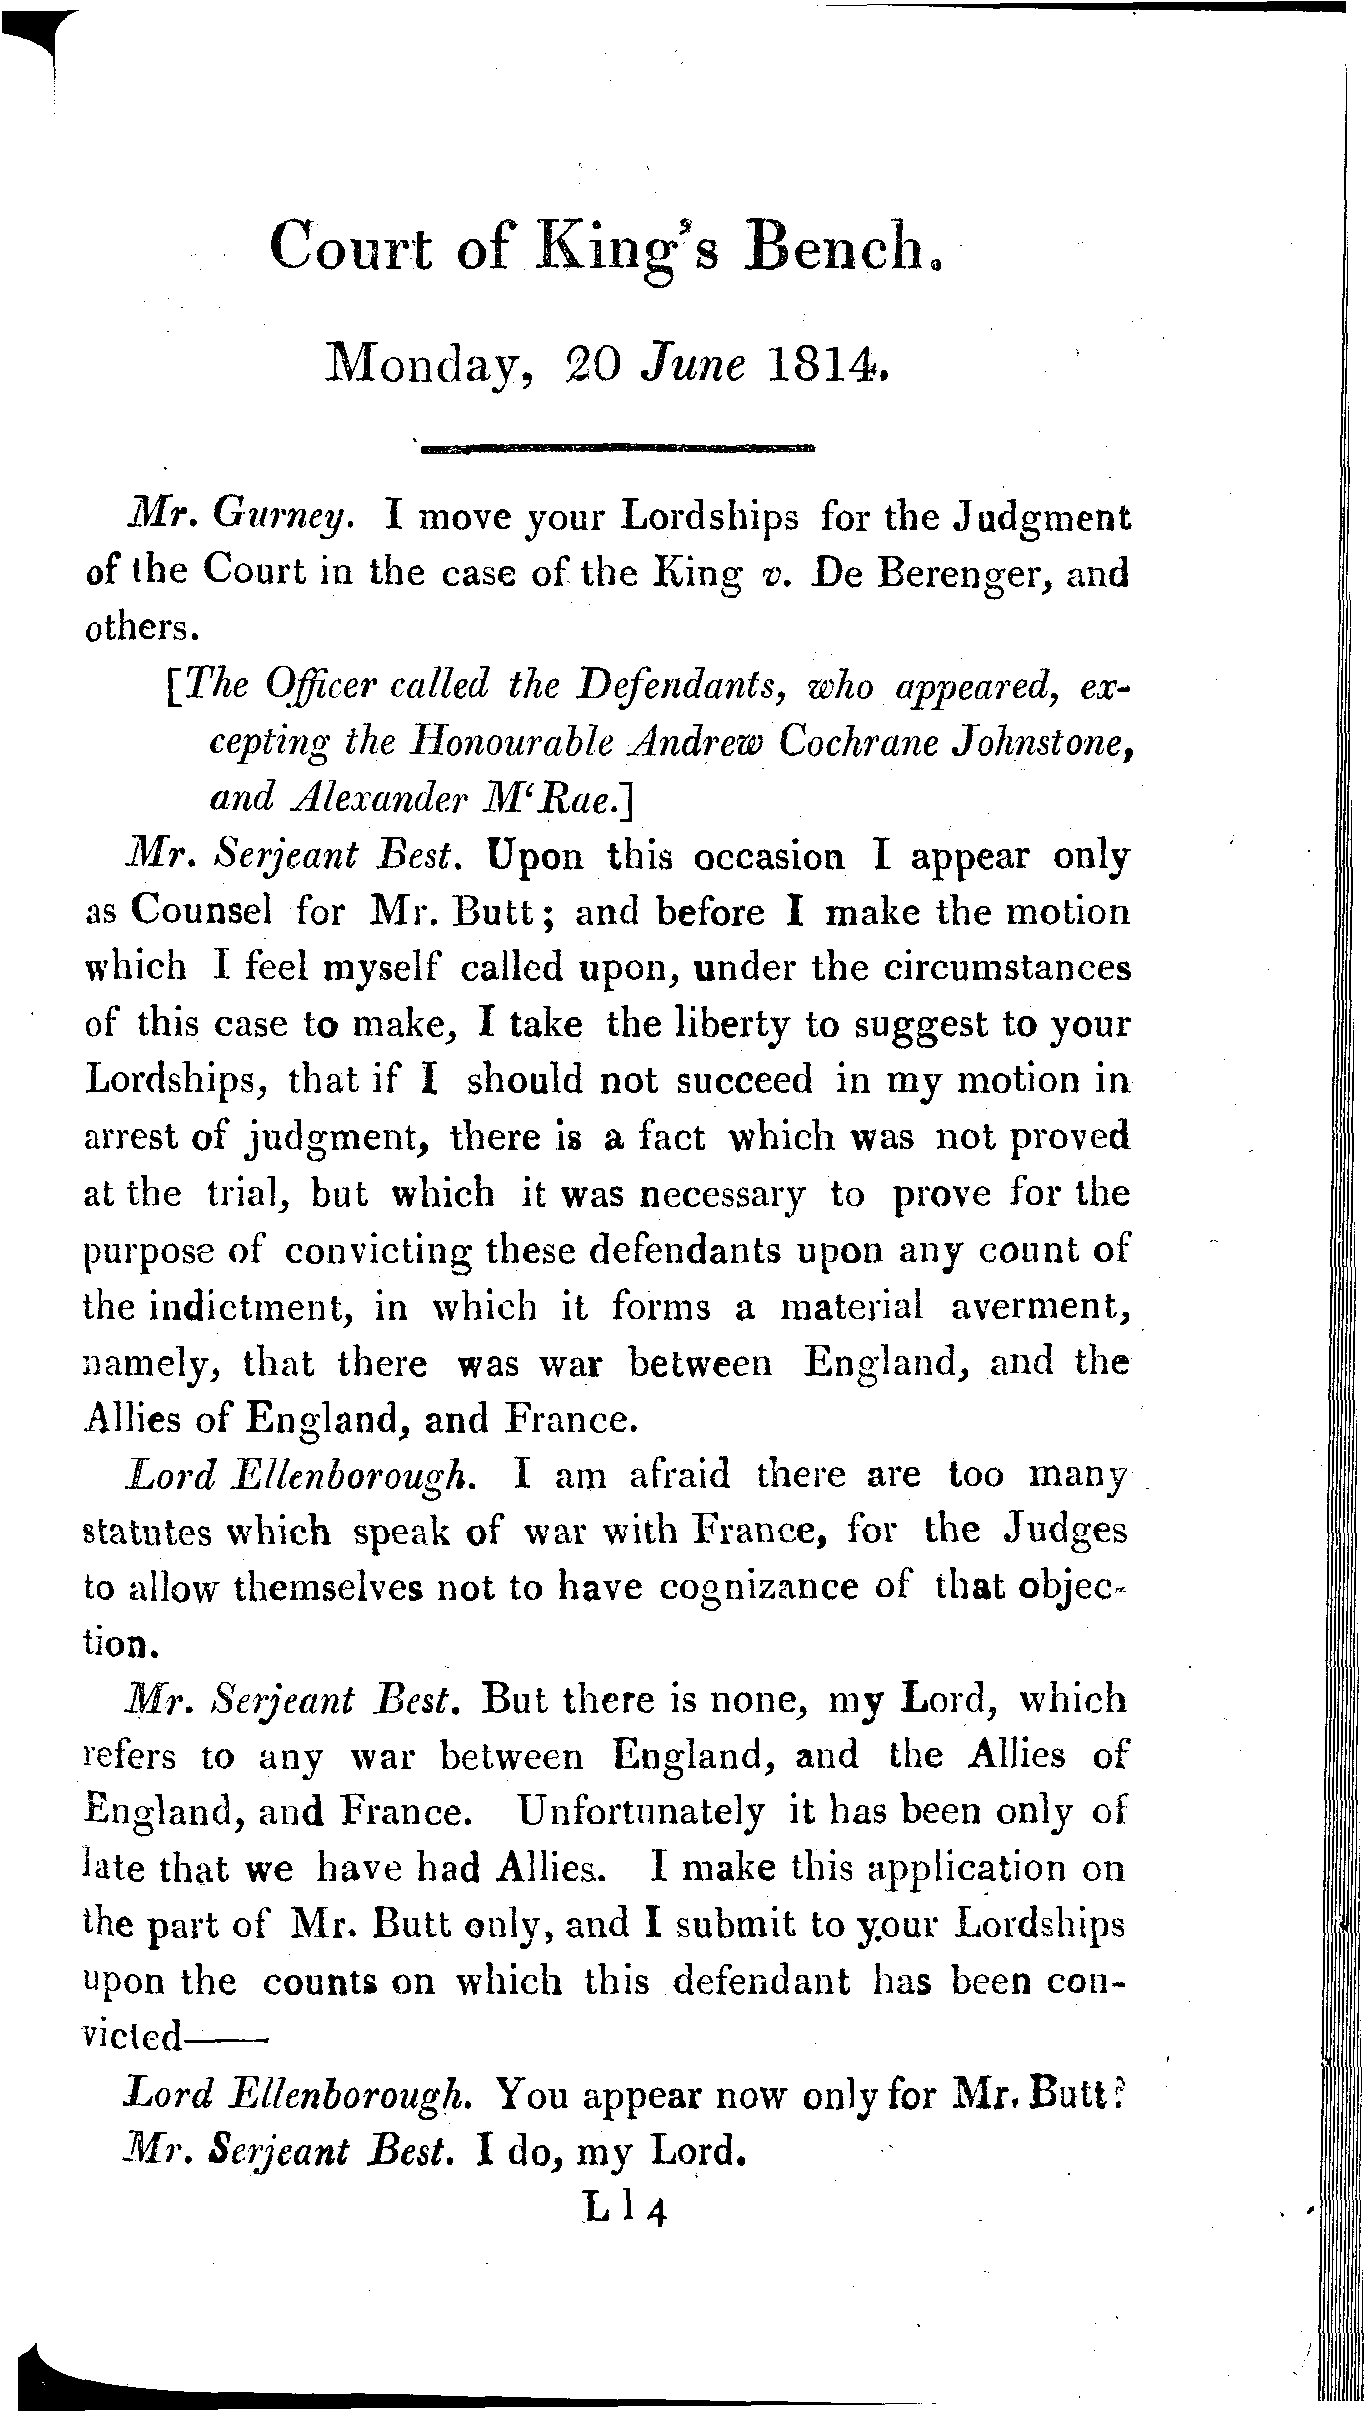 Court of King's Bench.
Monday, 20 June 1814.
Mr. Gurney. I move your Lordships for the Judgment
of the Court in the case of the King v. De Berenger, and
others.
[The Officer called the Defendants, who appeared, ex-
cepting the Honourable Andrew Cochrane Johnstone,
and Alexander M'Rae.]
Mr. Serjeant Best. Upon this occasion I appear only
as Counsel for Mr. Butt; and before I make the motion
which I feel myself called upon, under the circumstances
of this case to make, I take the liberty to suggest to your
Lordships, that if I should not succeed in my motion in
arrest of judgment, there is a fact which was not proved
at the trial, but which it was necessary to prove for the
purpose of convicting these defendants upon any count of
the indictment, in which it forms a material averment,
namely, that there was war between England, and the
Allies of England, and France.
Lord Ellenborough. I am afraid there are too many
statutes which speak of war with France, for the Judges
to allow themselves not to have cognizance of that objec-
tion.
Mr. Serjeant Best. But there is none, my Lord, which
refers to any war between England, and the Allies of
England, and France. Unfortunately it has been only of
late that we have had Allies. I make this application on
the part of Mr. Butt only, and I submit to your Lordships
upon the counts on which this defendant has been con-
victed——
Lord Ellenborough. You appear now only for Mr. Butt?
Mr. Serjeant Best. I do, my Lord.
L l 4